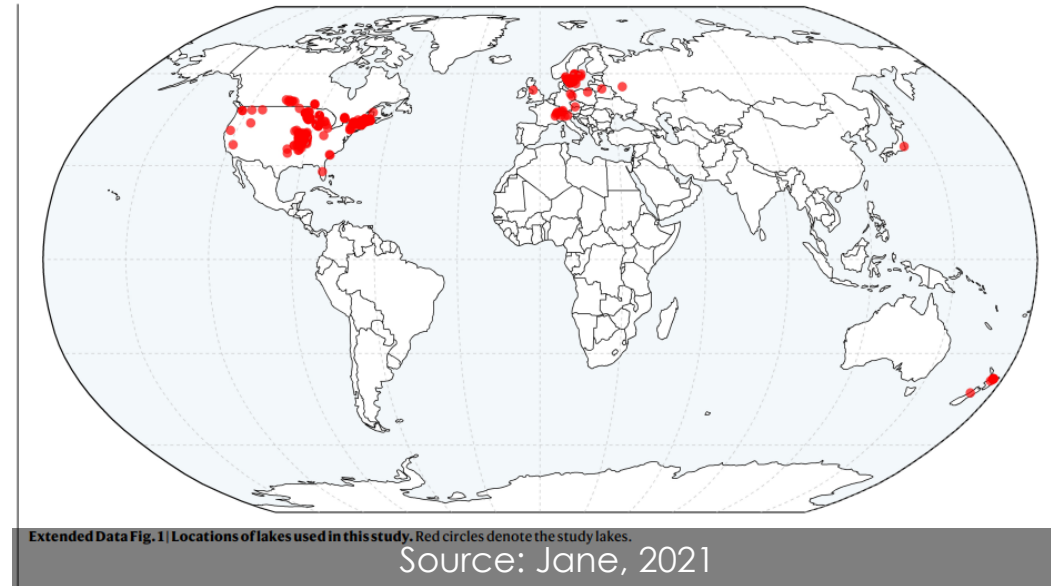 Extended Data Fig. 1 | Locations of lakes used in this study. Red circles denote the study lakes.
Source: Jane, 2021